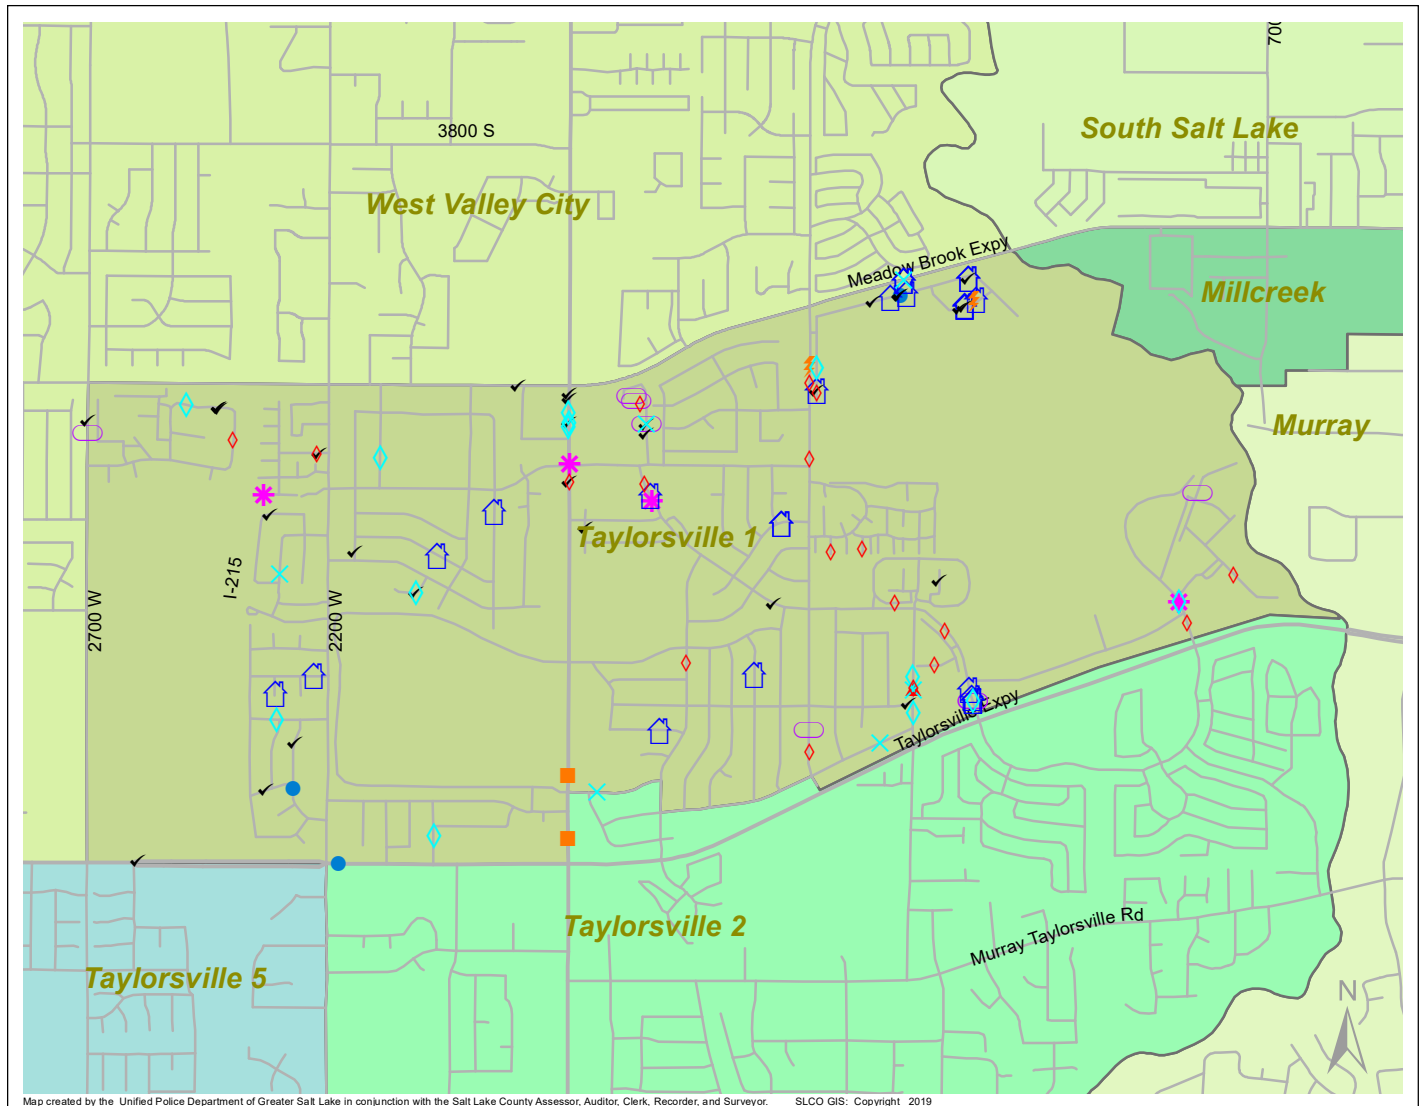 700
3800 S
South Salt Lake
West Valley City
Meadow Brook Expy
Millcreek
Murray
Taylorsville 1
I-215
2700 W
2200 W
Taylorsville Expy
Taylorsville 2
Murray Taylorsville Rd
Taylorsville 5
N
Map created by the Unified Police Department of Greater Salt Lake in conjunction with the Salt Lake County Assessor, Auditor, Clerk, Recorder, and Surveyor. SLCO GIS: Copyright 2019